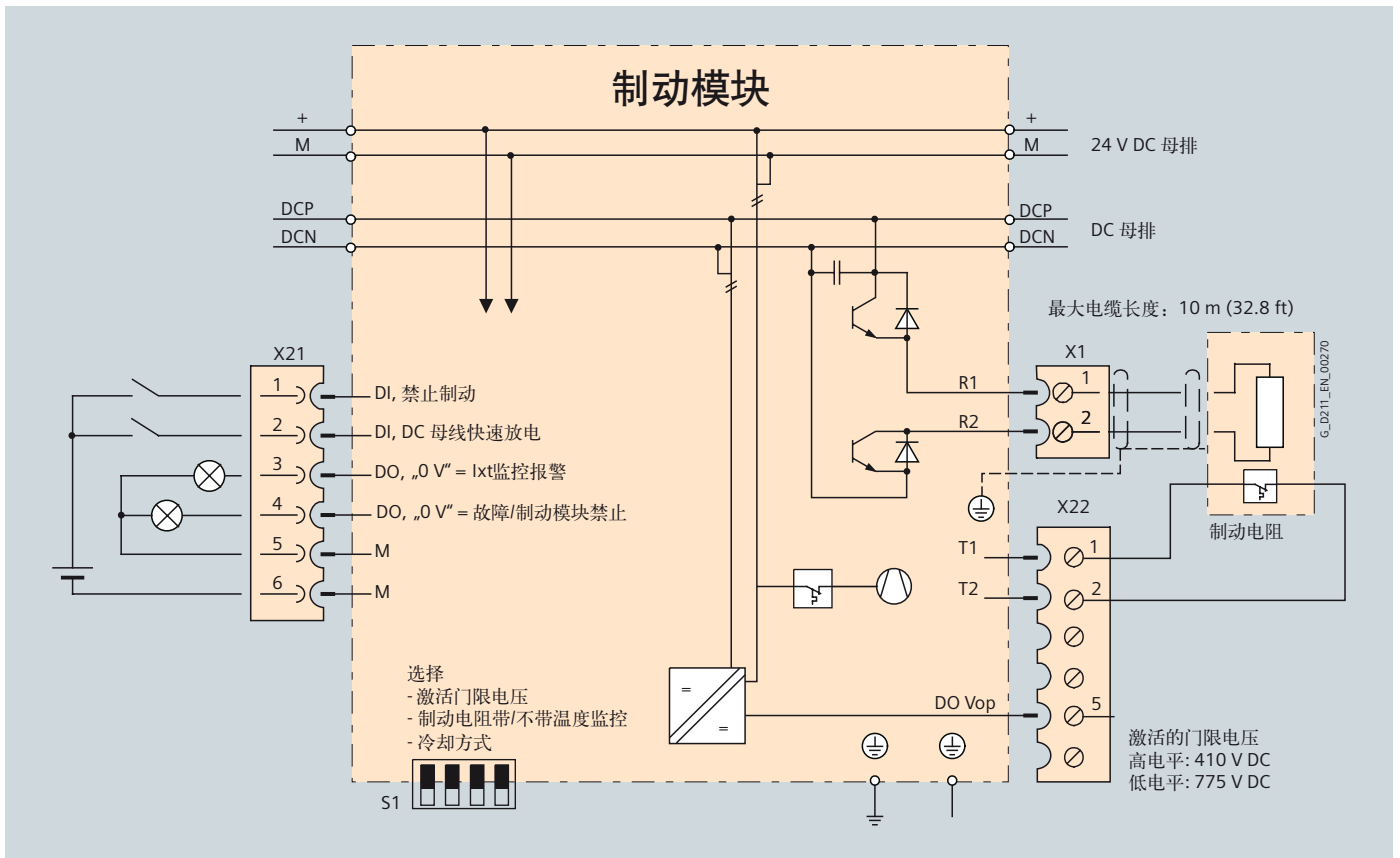 制动模块
+
M
+
M
24 V DC 母排
DCP
DCN
DCP
DCN
DC 母排
最大电缆长度：10 m (32.8 ft)
X21
1
DI, 禁止制动
2
DI, DC 母线快速放电
3
DO, „0 V“ = Ixt监控报警
4
DO, „0 V“ = 故障/制动模块禁止
5
M
6
M
X1
R1
1
R2
2
G_D211_EN_00270
制动电阻
X22
T1
1
T2
2
DO Vop
5
激活的门限电压
高电平: 410 V DC
低电平: 775 V DC
选择
- 激活门限电压
- 制动电阻带/不带温度监控
- 冷却方式
S1
=
=